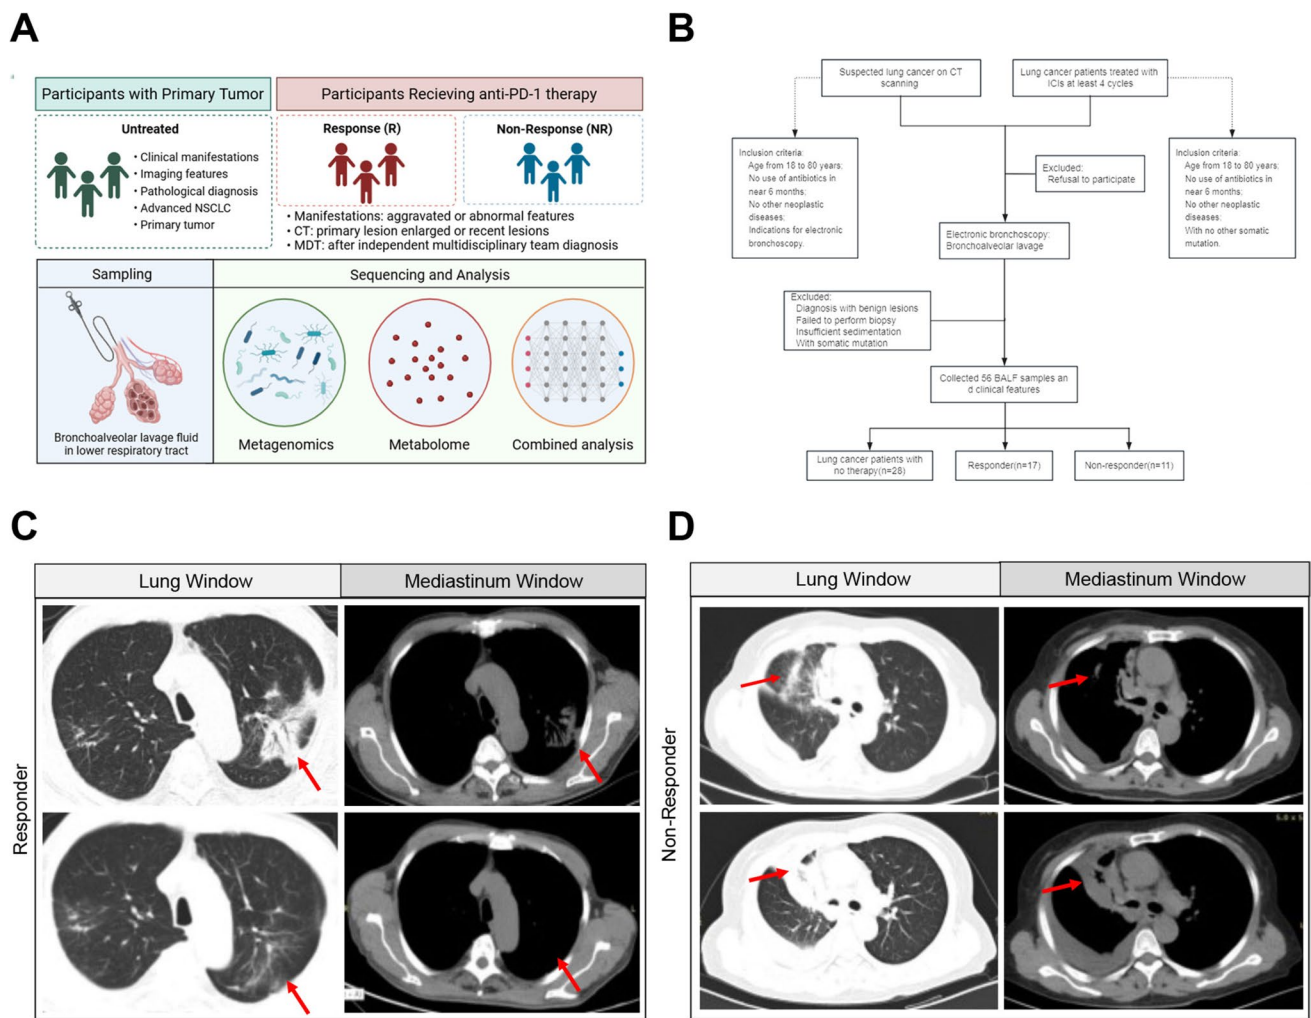 A
Participants with Primary Tumor
Participants Recieving anti-PD-1 therapy
Untreated
• Clinical manifestations
• Imaging features
• Pathological diagnosis
• Advanced NSCLC
• Primary tumor
Response (R)
Non-Response (NR)
• Manifestations: aggravated or abnormal features
• CT: primary lesion enlarged or recent lesions
• MDT: after independent multidisciplinary team diagnosis
Sampling
Sequencing and Analysis
Bronchoalveolar lavage fluid
in lower respiratory tract
Metagenomics
Metabolome
Combined analysis
B
Suspected lung cancer on CT
scanning
Lung cancer patients treated with
ICIs at least 4 cycles
Inclusion criteria:
Age from 18 to 80 years;
No use of antibiotics in
near 6 months;
No other neoplastic
diseases;
Indications for electronic
bronchoscopy.
Excluded:
Refusal to participate
Inclusion criteria:
Age from 18 to 80 years;
No use of antibiotics in
near 6 months;
No other neoplastic
diseases;
With no other somatic
mutation.
Electronic bronchoscopy:
Bronchoalveolar lavage
Excluded:
Diagnosis with benign lesions
Failed to perform biopsy
Insufficient sedimentation
With somatic mutation
Collected 56 BALF samples an
d clinical features
Lung cancer patients with
no therapy(n=28)
Responder(n=17)
Non-responder(n=11)
C
Lung Window
Mediastinum Window
Responder
D
Lung Window
Mediastinum Window
Non-Responder